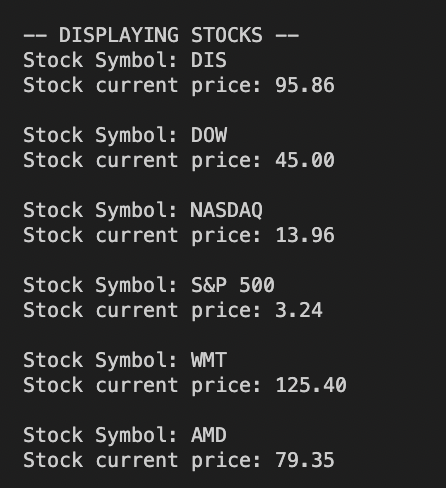 -- DISPLAYING STOCKS --
Stock Symbol: DIS
Stock current price: 95.86
Stock Symbol: DOW
Stock current price: 45.00
Stock Symbol: NASDAQ
Stock current price: 13.96
Stock Symbol: S&P 500
Stock current price: 3.24
Stock Symbol: WMT
Stock current price: 125.40
Stock Symbol: AMD
Stock current price: 79.35